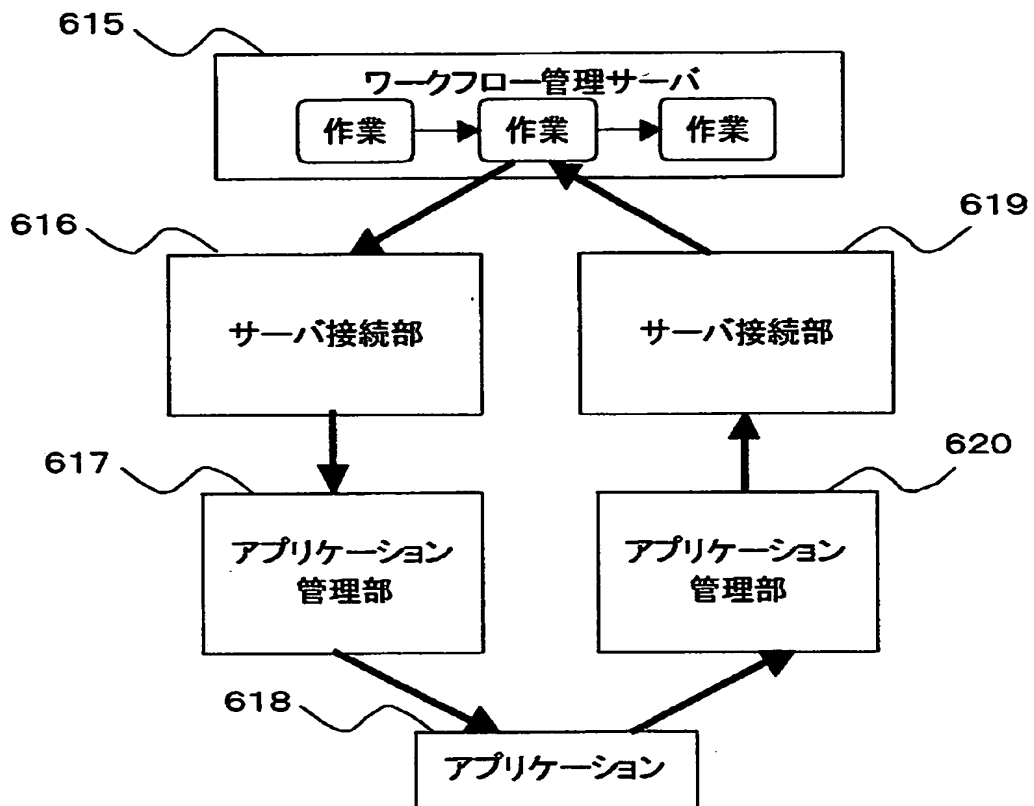 615
ワークフロー管理サーバ
作業
作業
作業
616
619
サーバ接続部
サーバ接続部
617
620
アプリケーション
管理部
アプリケーション
管理部
618
アプリケーション